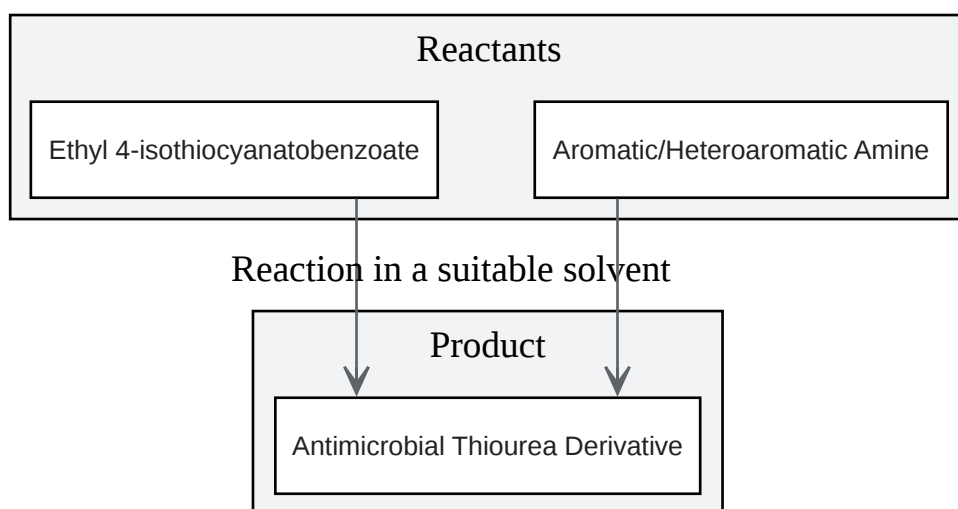 Reactants
Ethyl 4-isothiocyanatobenzoate
Aromatic/Heteroaromatic Amine
Reaction in a suitable solvent
Product
Antimicrobial Thiourea Derivative